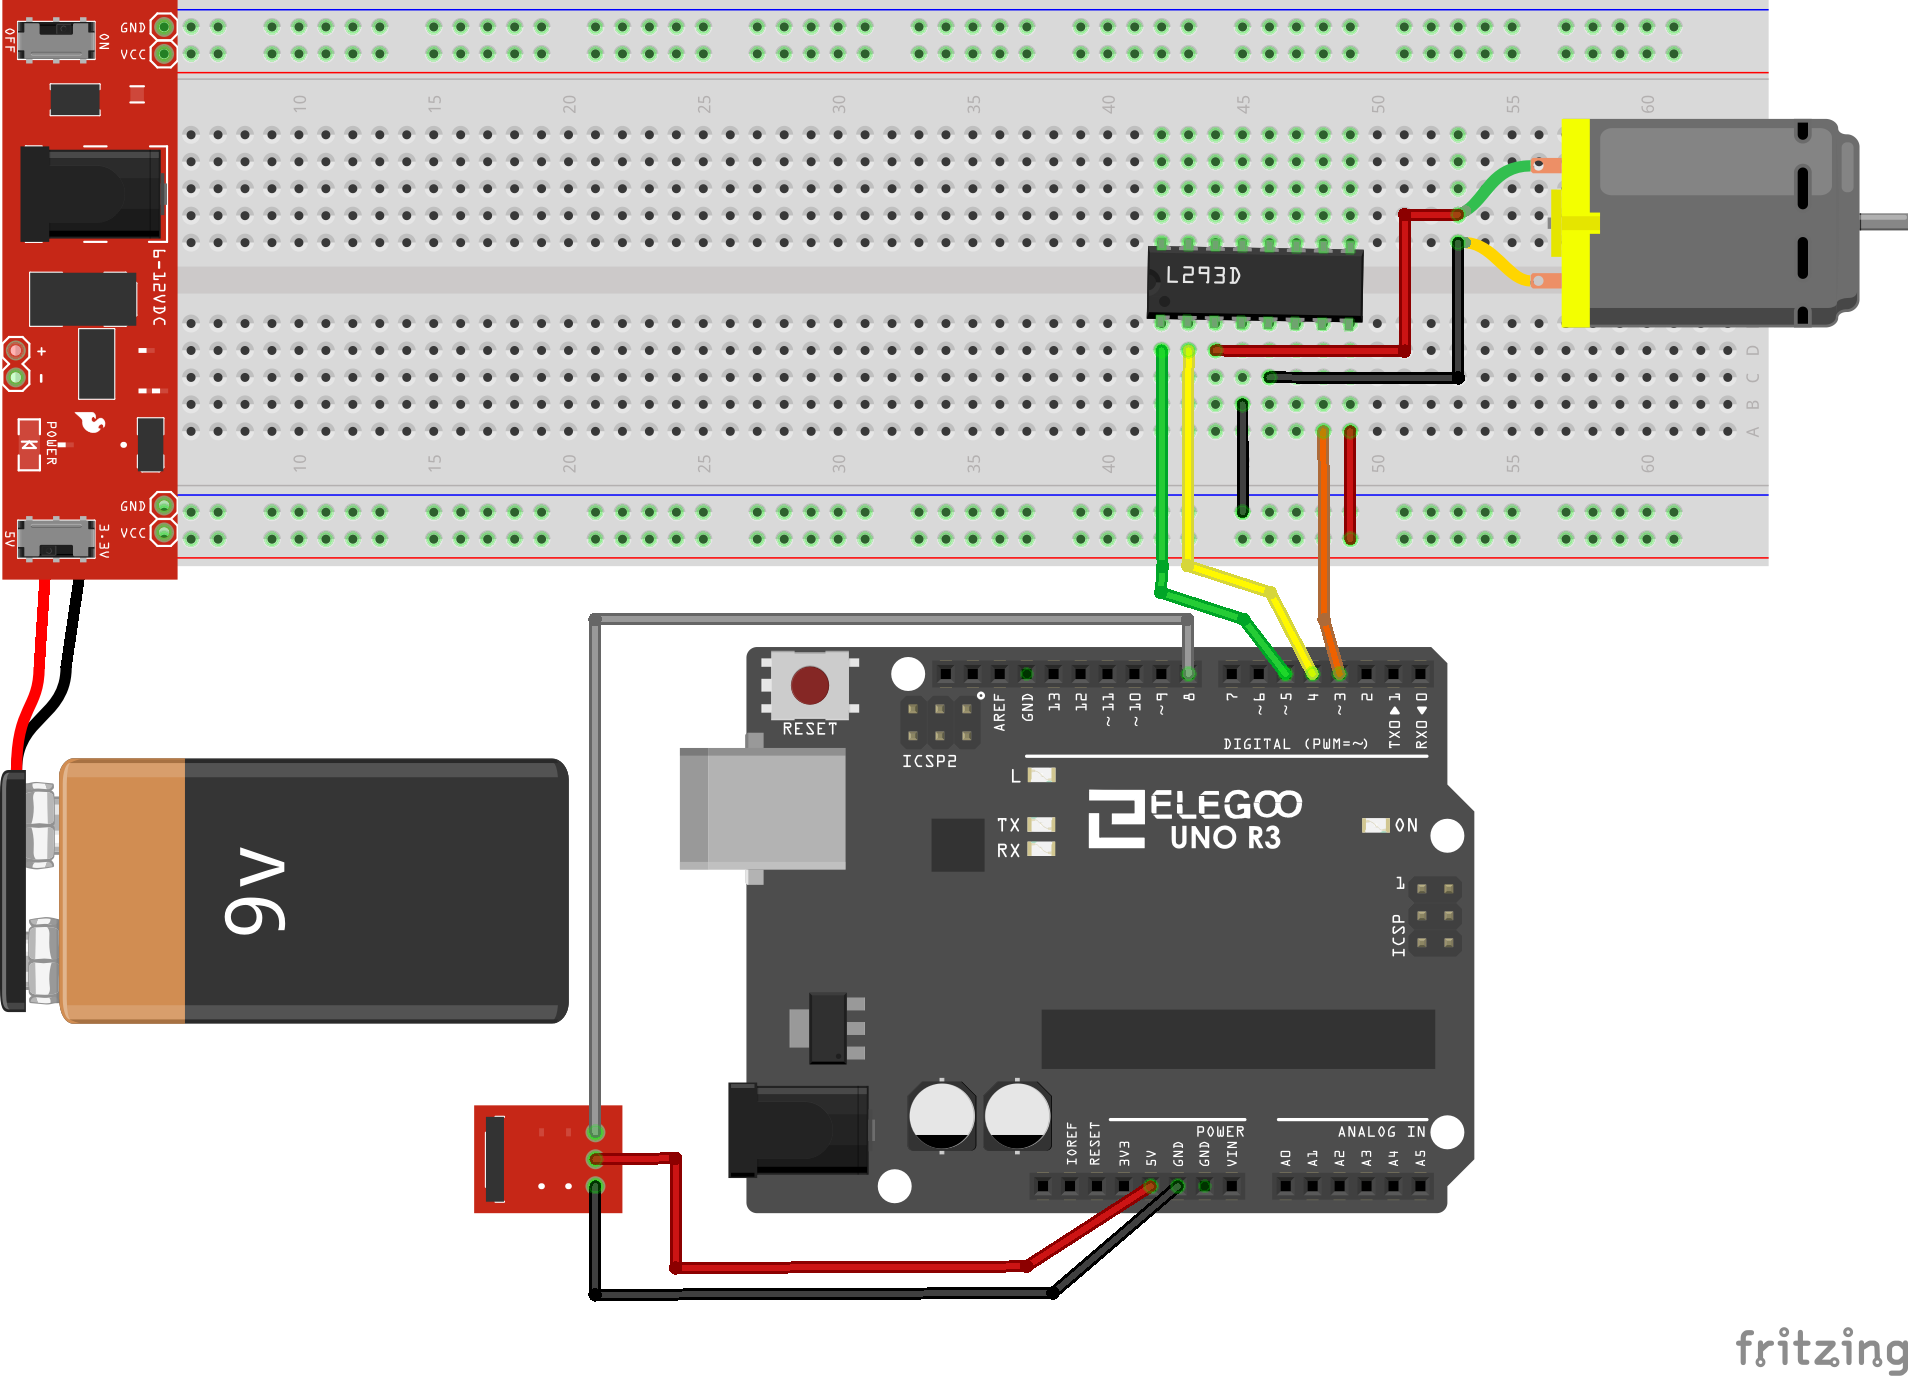 OFF
ON
GND
VCC
6-12VDC
+
-
POWER
GND
VCC
5V
3.3V
10
15
20
25
30
35
40
45
50
55
60
L293D
D
C
B
A
10
15
20
25
30
35
40
45
50
55
60
9v
RESET
ICSP2
AREF
GND
13
12
~11
~10
~9
8
7
~6
~5
4
~3
2
TX0▶1
RX0◀0
DIGITAL (PWM=~)
L
TX
RX
ELEGOO
UNO R3
ON
1
ICSP
IOREF
RESET
3V3
5V
GND
GND
VIN
POWER
ANALOG IN
A0
A1
A2
A3
A4
A5
fritzing